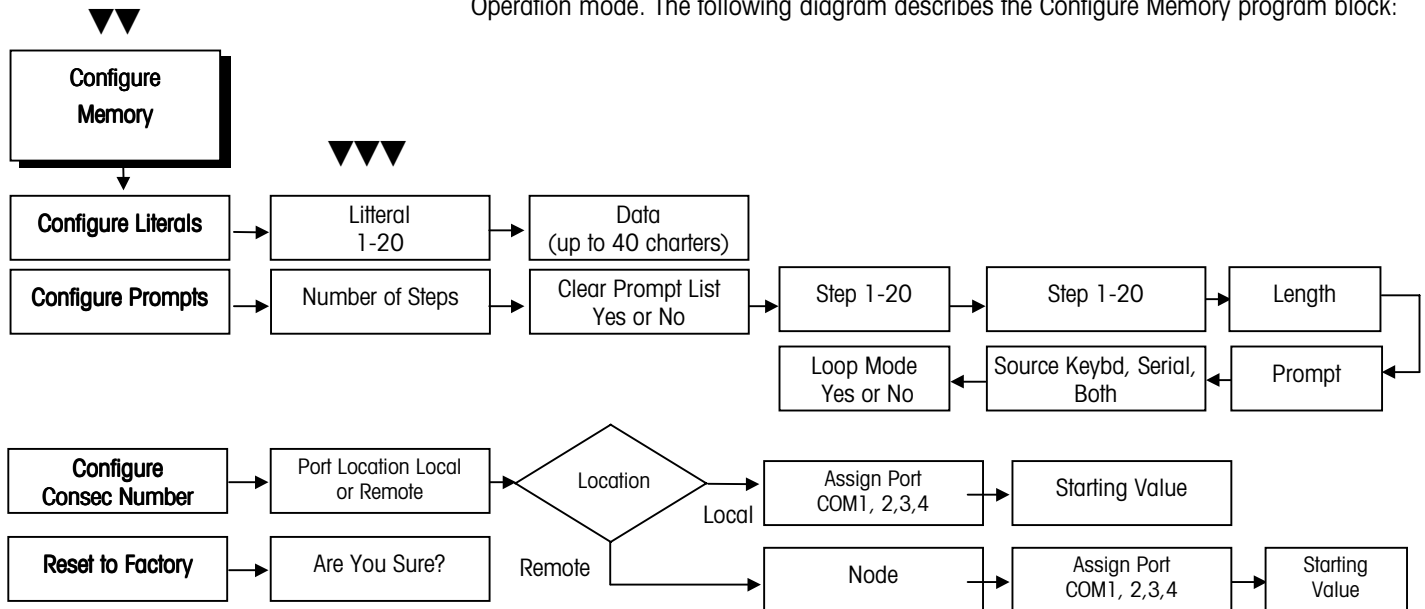 Operation mode. The following diagram describes the Configure Memory program block:
Configure
Memory
Configure Literals
Litteral
1-20
Data
(up to 40 charters)
Configure Prompts
Number of Steps
Clear Prompt List
Yes or No
Step 1-20
Step 1-20
Length
Prompt
Source Keybd, Serial,
Both
Loop Mode
Yes or No
Configure
Consec Number
Port Location Local
or Remote
Location
Local
Assign Port
COM1, 2,3,4
Starting Value
Remote
Node
Assign Port
COM1, 2,3,4
Starting
Value
Reset to Factory
Are You Sure?